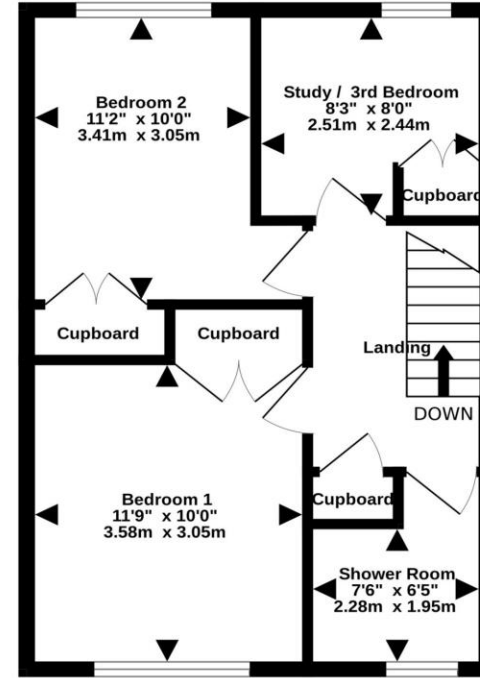 Bedroom 2
11'2" x 10'0"
3.41m x 3.05m
Study / 3rd Bedroom
8'3" x 8'0"
2.51m x 2.44m
Cupboard
Cupboard
Cupboard
Landing
DOWN
Bedroom 1
11'9" x 10'0"
3.58m x 3.05m
Cupboard
Shower Room
7'6" x 6'5"
2.28m x 1.95m